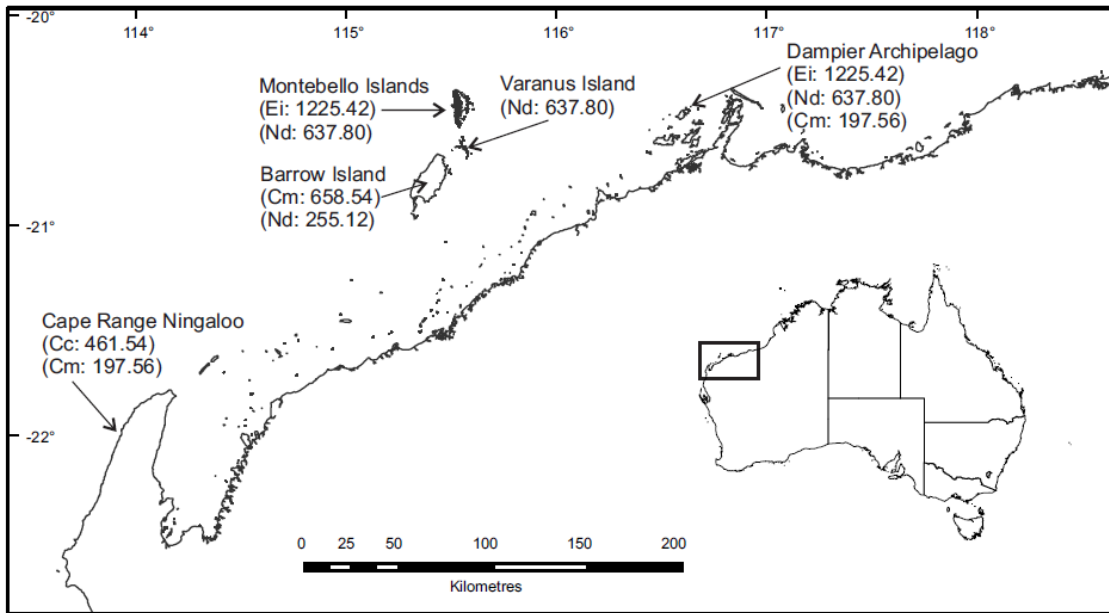 -20°
114°
115°
116°
117°
118°
Dampier Archipelago
(Ei: 1225.42)
(Nd: 637.80)
(Cm: 197.56)
Montebello Islands
(Ei: 1225.42)
(Nd: 637.80)
Varanus Island
(Nd: 637.80)
Barrow Island
(Cm: 658.54)
(Nd: 255.12)
-21°
Cape Range Ningaloo
(Cc: 461.54)
(Cm: 197.56)
-22°
0 25 50 100 150 200
Kilometres